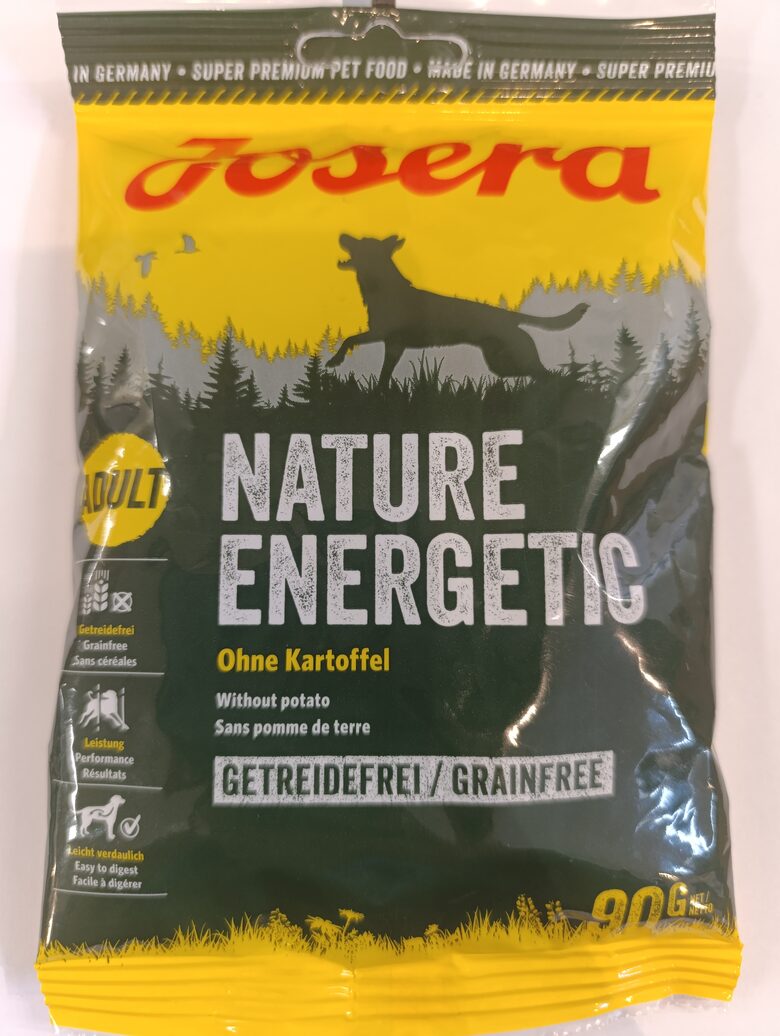 IN GERMANY • SUPER PREMIUM PET FOOD • MADE IN GERMANY • SUPER PREMIU
Josera
ADULT
NATURE
ENERGETIC
Ohne Kartoffel
Without potato
Sans pomme de terre
GETREIDEFREI / GRAINFREE
Getreidefrei
Grainfree
Sans céréales
Leistung
Performance
Résultats
Leicht verdaulich
Easy to digest
Facile à digérer
90G NET/
NETTO